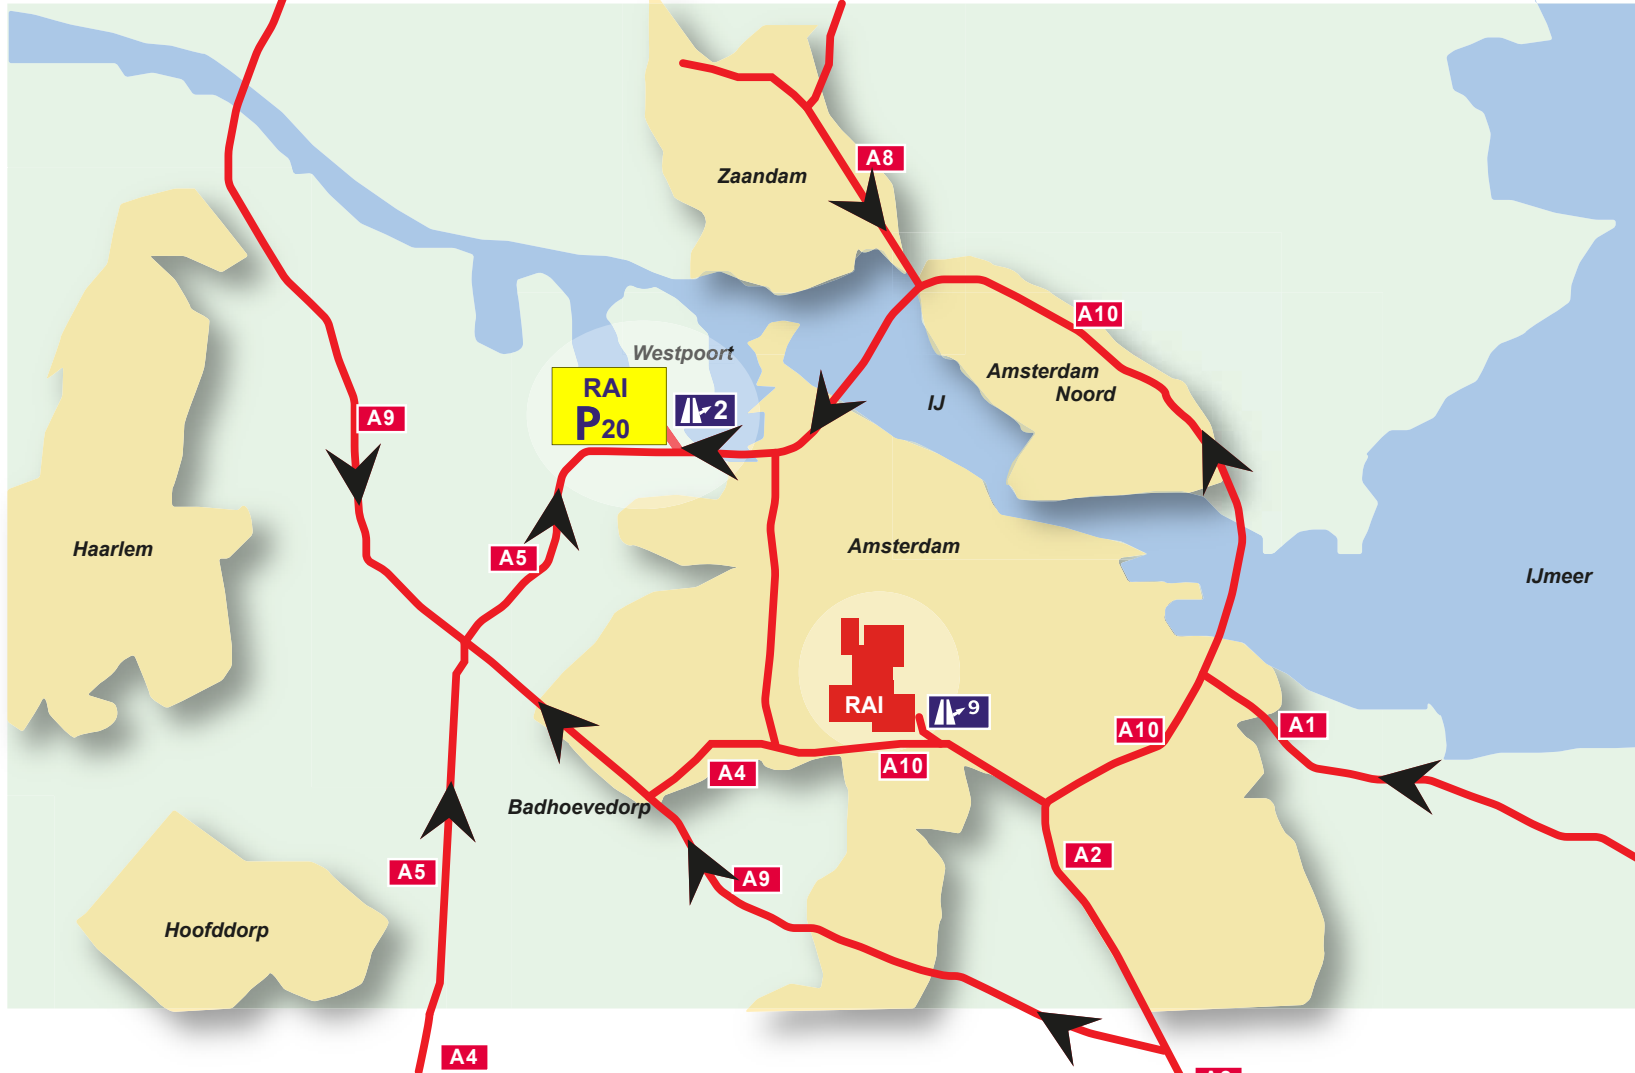 A8
Zaandam
A10
Westpoort
Amsterdam
Noord
RAI
P20
2
IJ
A9
Haarlem
A5
Amsterdam
IJmeer
RAI
9
A10
A1
A4
A10
Badhoevedorp
A2
A5
A9
Hoofddorp
A4